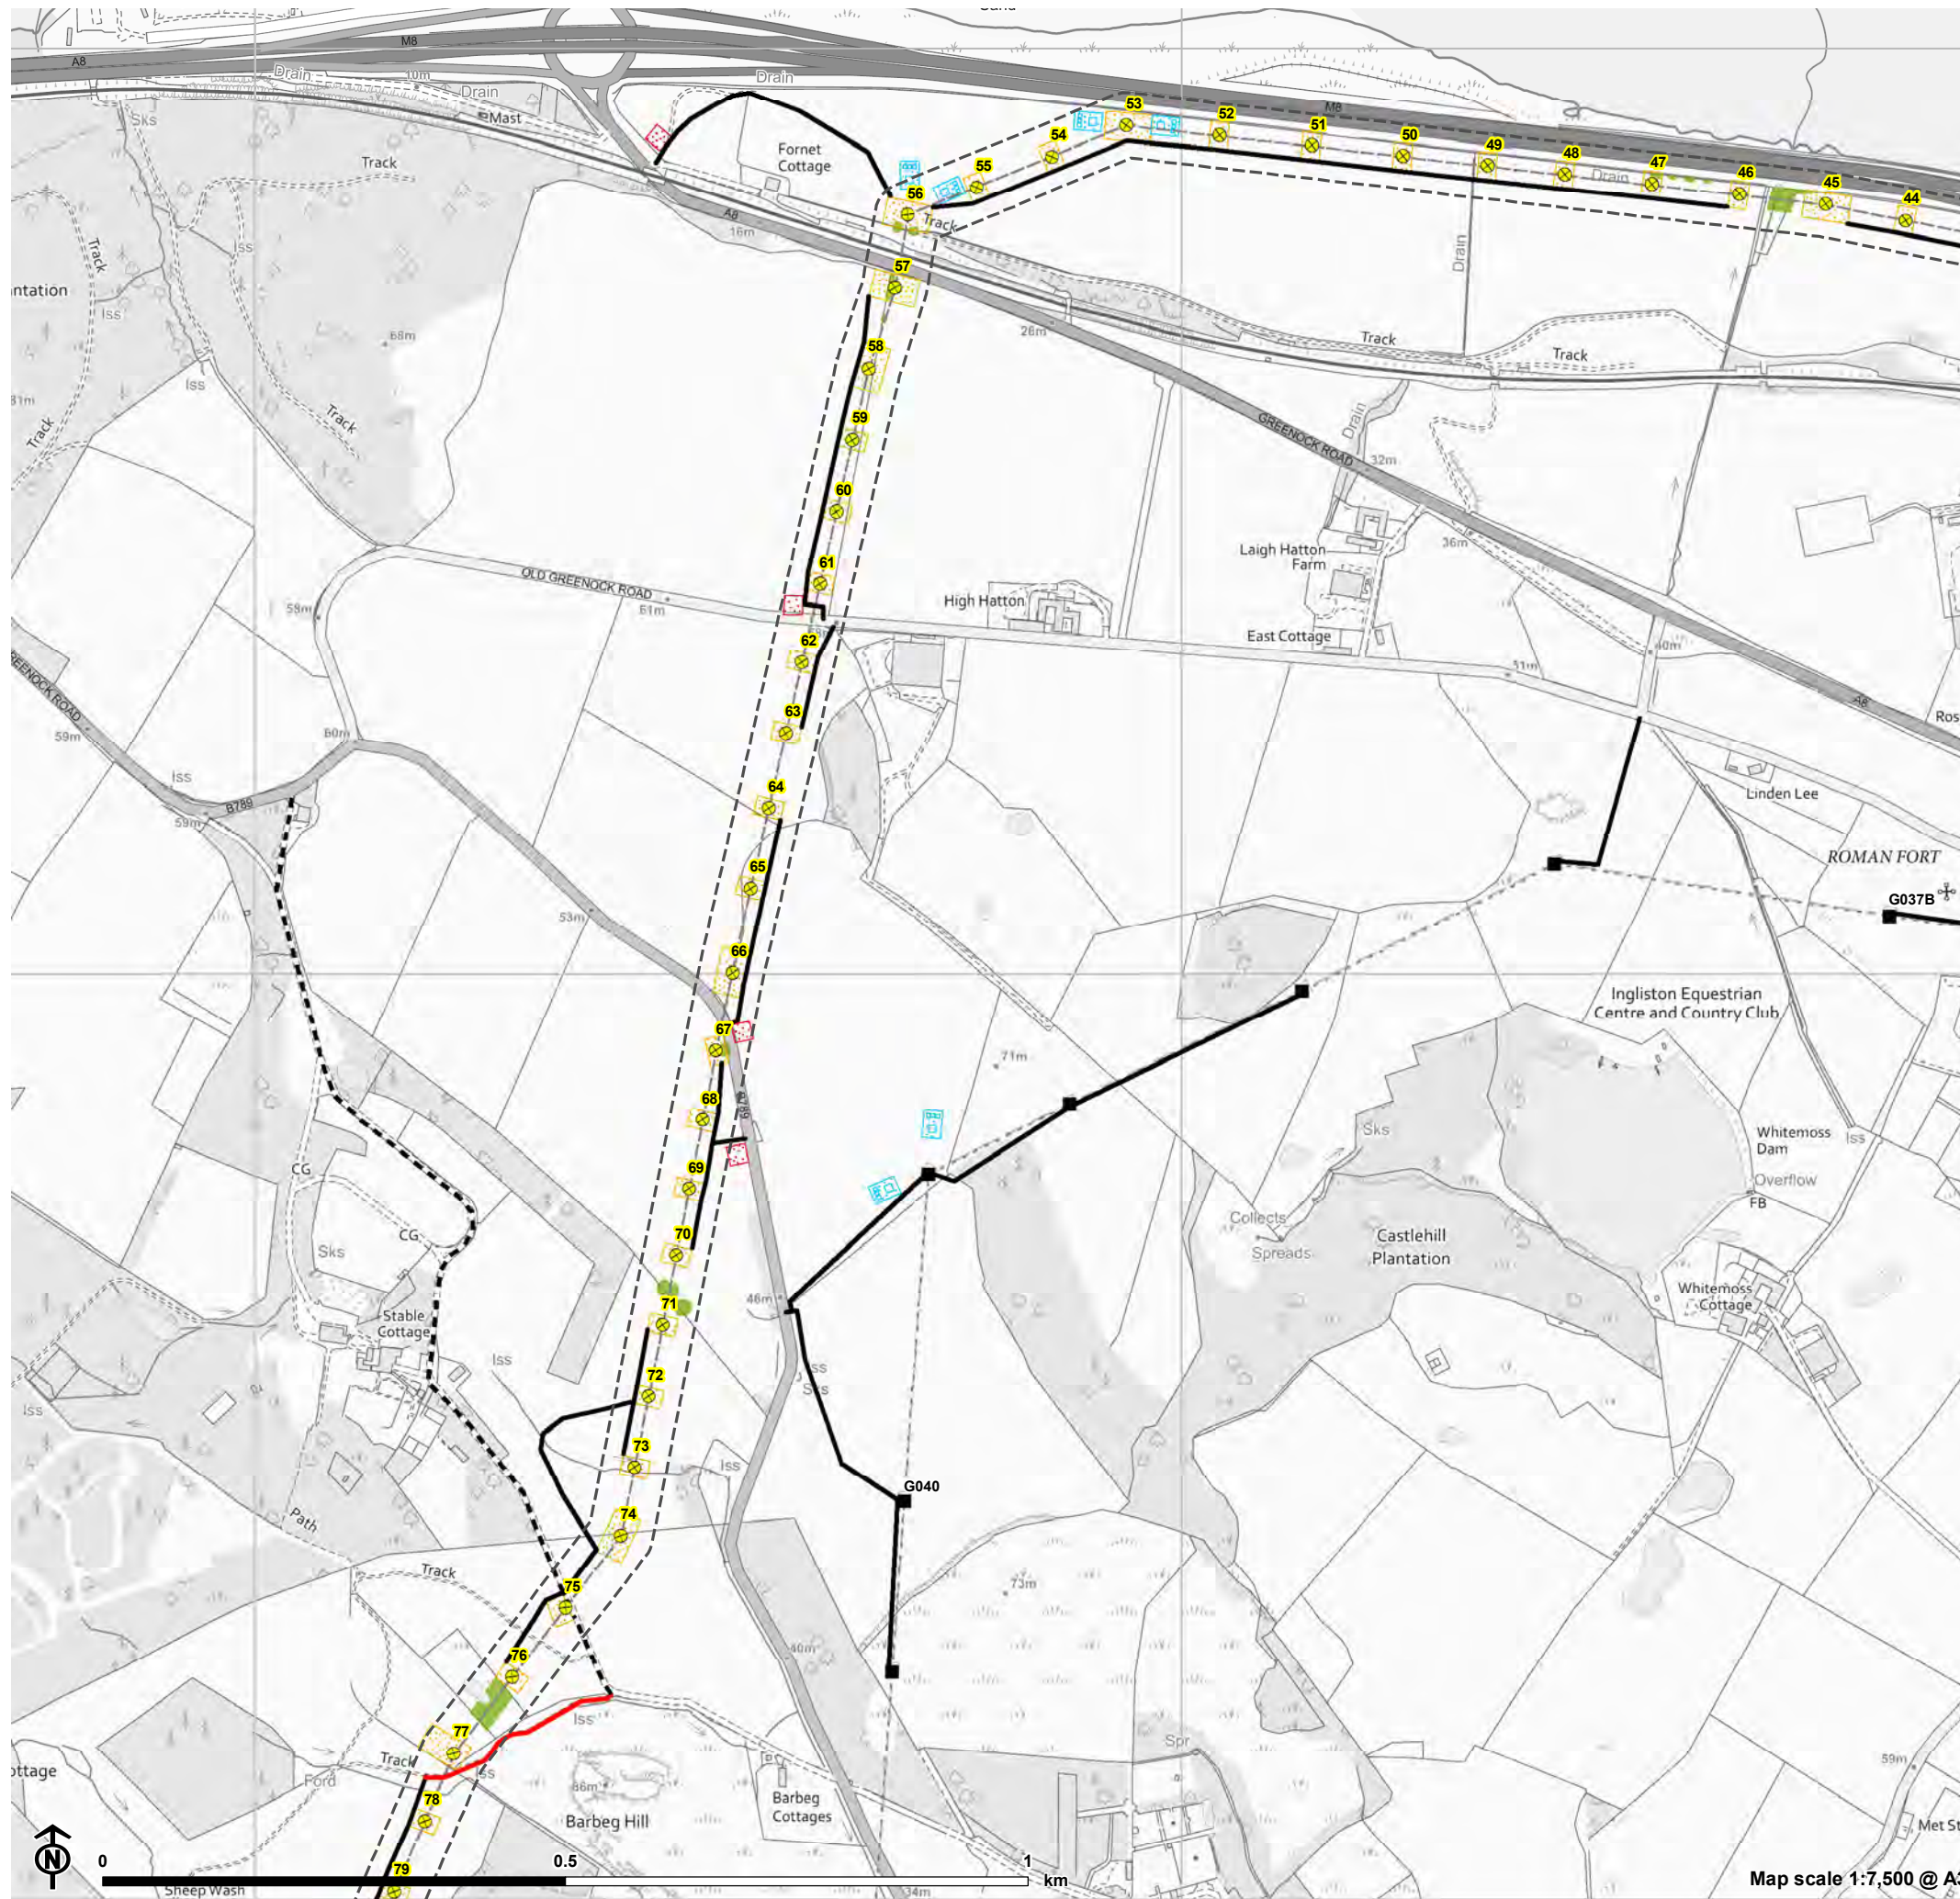 M8
A8
Drain
10m
Drain
Drain
Mast
Sks
Track
Fornet
Cottage
M8
53
52
51
50
49
48
47
46
45
44
54
55
56
Drain
Track
A8
16m
57
Track
Iss
ntation
Iss
68m
58
26m
Drain
Track
Track
Iss
Track
Track
59
GREENOCK ROAD
Drain
32m
60
36m
61
OLD GREENOCK ROAD
61m
58m
High Hatton
Laigh Hatton
Farm
East Cottage
62
51m
40m
A8
Ros
REENOCK ROAD
59m
60m
63
Iss
B789
59m
64
Linden Lee
ROMAN FORT
G037B
65
53m
66
Ingliston Equestrian
Centre and Country Club
67
71m
68
B789
Sks
Whitemoss
Dam
Iss
Overflow
FB
CG
69
CG
Sks
70
Collects
Spreads
Castlehill
Plantation
Whitemoss
Cottage
46m
71
Stable
Cottage
Iss
Iss
Sks
72
Iss
73
Iss
G040
74
Path
Track
75
73m
40m
76
Iss
77
Track
Iss
Ford
ottage
Spr
59m
86m
78
Barbeg Hill
Barbeg
Cottages
Met St
N
0
0.5
1
km
79
Sheep Wash
34m
Map scale 1:7,500 @ A